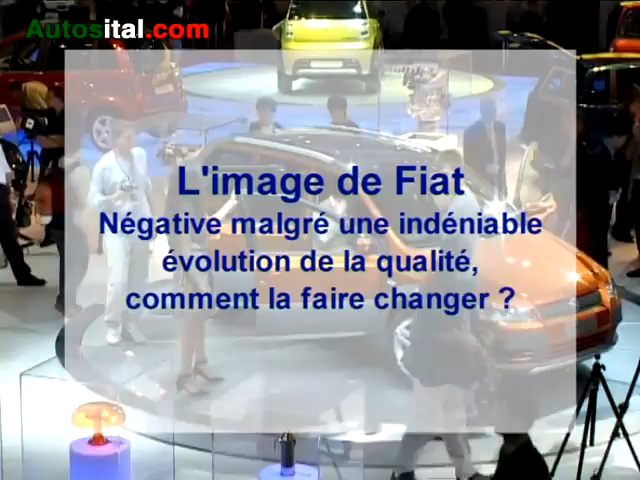 Autosital.com
L'image de Fiat
Négative malgré une indéniable
évolution de la qualité,
comment la faire changer ?